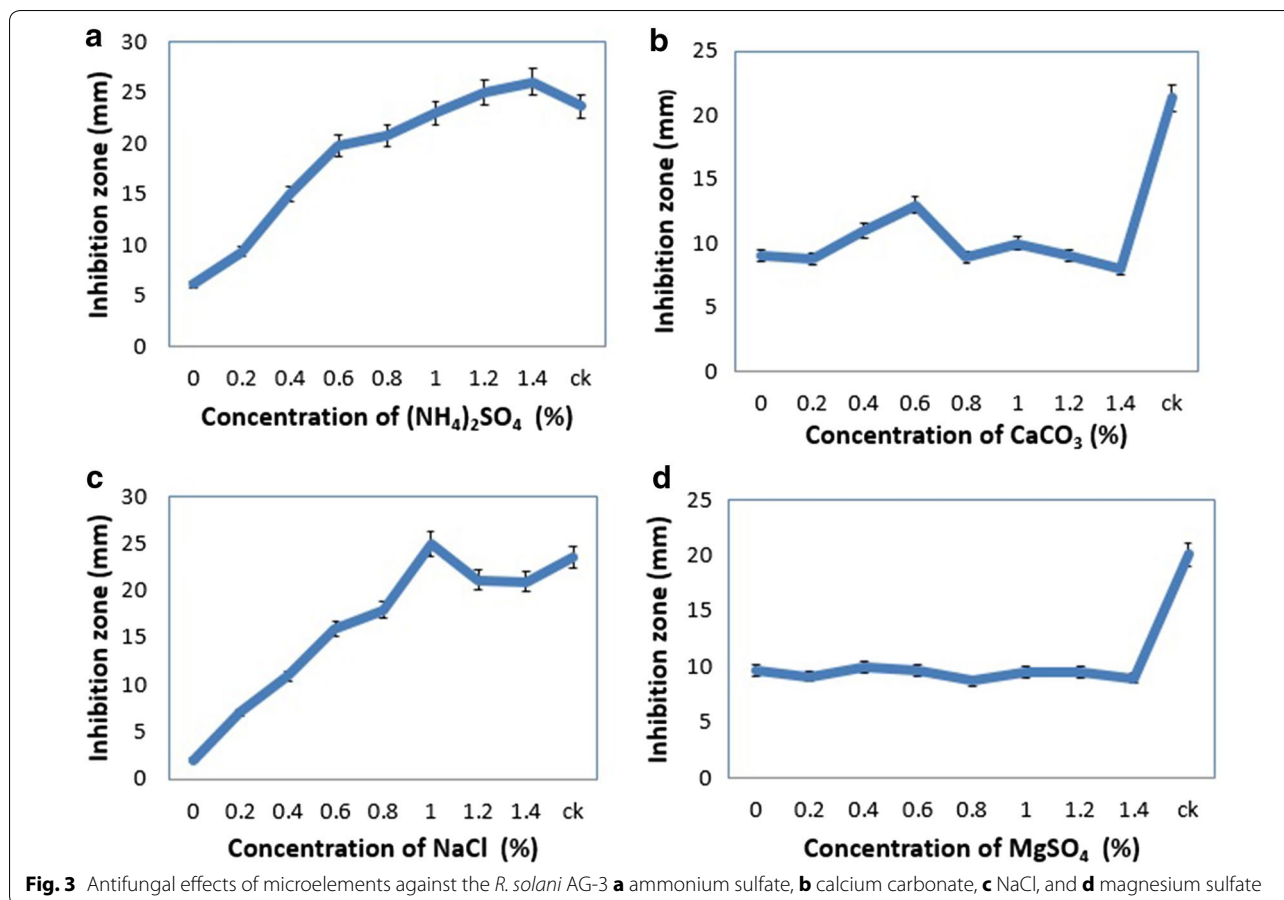 a
30
25
20
15
10
5
0
Inhibition zone (mm)
0 0.2 0.4 0.6 0.8 1 1.2 1.4 ck
Concentration of (NH₄)₂SO₄ (%)
b
25
20
15
10
5
0
Inhibition zone (mm)
0 0.2 0.4 0.6 0.8 1 1.2 1.4 ck
Concentration of CaCO₃ (%)
c
30
25
20
15
10
5
0
Inhibition zone (mm)
0 0.2 0.4 0.6 0.8 1 1.2 1.4 ck
Concentration of NaCl (%)
d
25
20
15
10
5
0
Inhibition zone (mm)
0 0.2 0.4 0.6 0.8 1 1.2 1.4 ck
Concentration of MgSO₄ (%)
Fig. 3 Antifungal effects of microelements against the R. solani AG-3 a ammonium sulfate, b calcium carbonate, c NaCl, and d magnesium sulfate